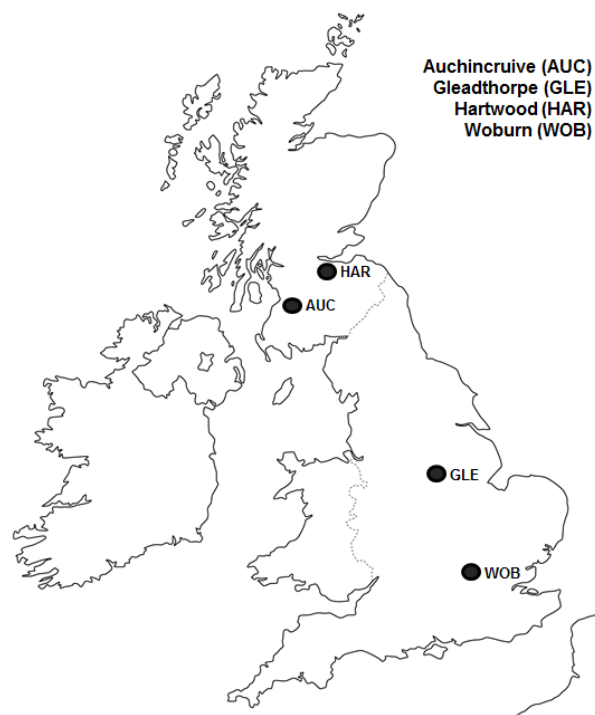 Auchincruive (AUC)
Gleadthorpe (GLE)
Hartwood (HAR)
Woburn (WOB)
HAR
AUC
GLE
WOB